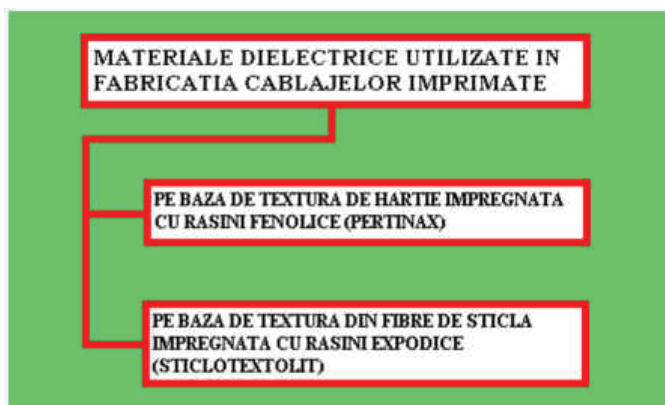 MATERIALE DIELECTRICE UTILIZATE IN
FABRICATIA CABLAJELOR IMPRIMATE
PE BAZA DE TEXTURA DE HARTIE IMPREGNATA
CU RASINI FENOLICE (PERTINAX)
PE BAZA DE TEXTURA DIN FIBRE DE STICLA
IMPREGNATA CU RASINI EXPODICE
(STICLOTEXTOLIT)